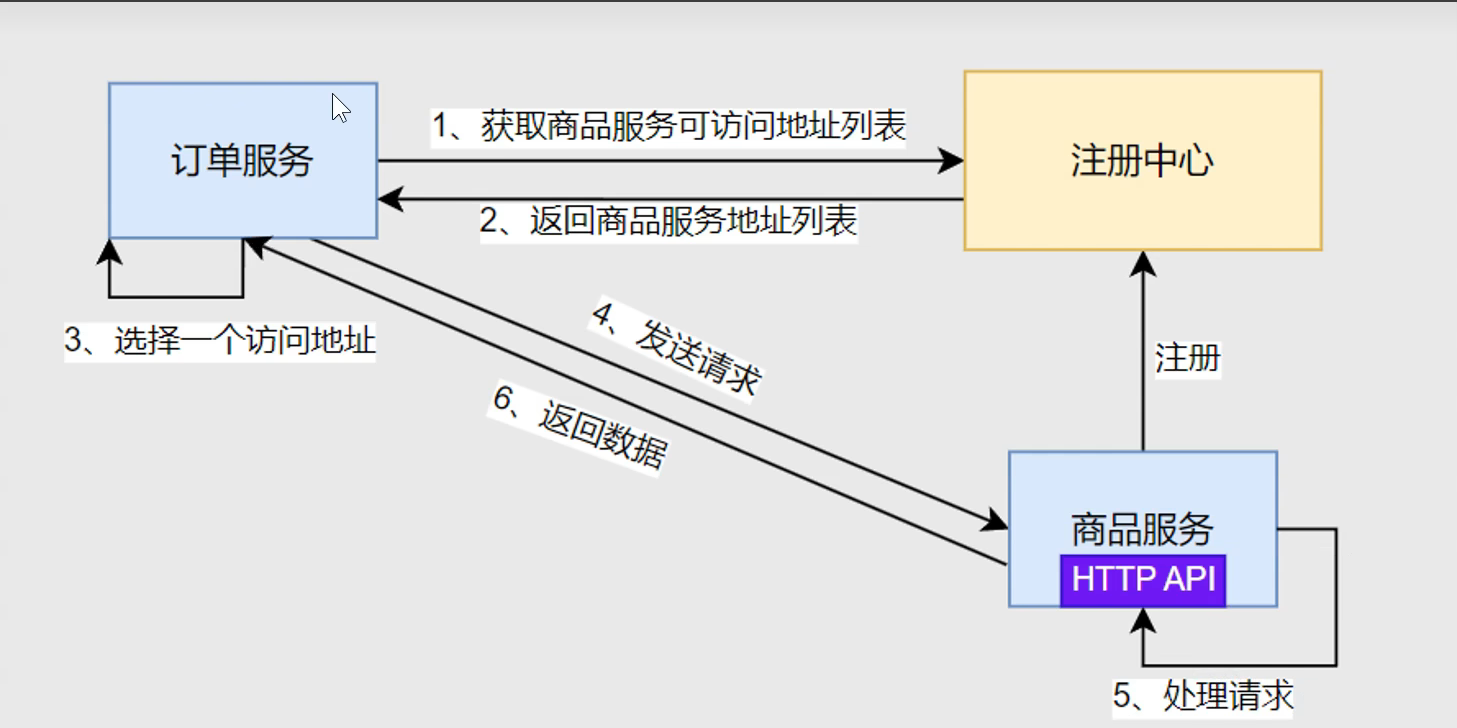 订单服务
1、获取商品服务可访问地址列表
注册中心
2、返回商品服务地址列表
3、选择一个访问地址
4、发送请求
6、返回数据
注册
商品服务
HTTP API
5、处理请求